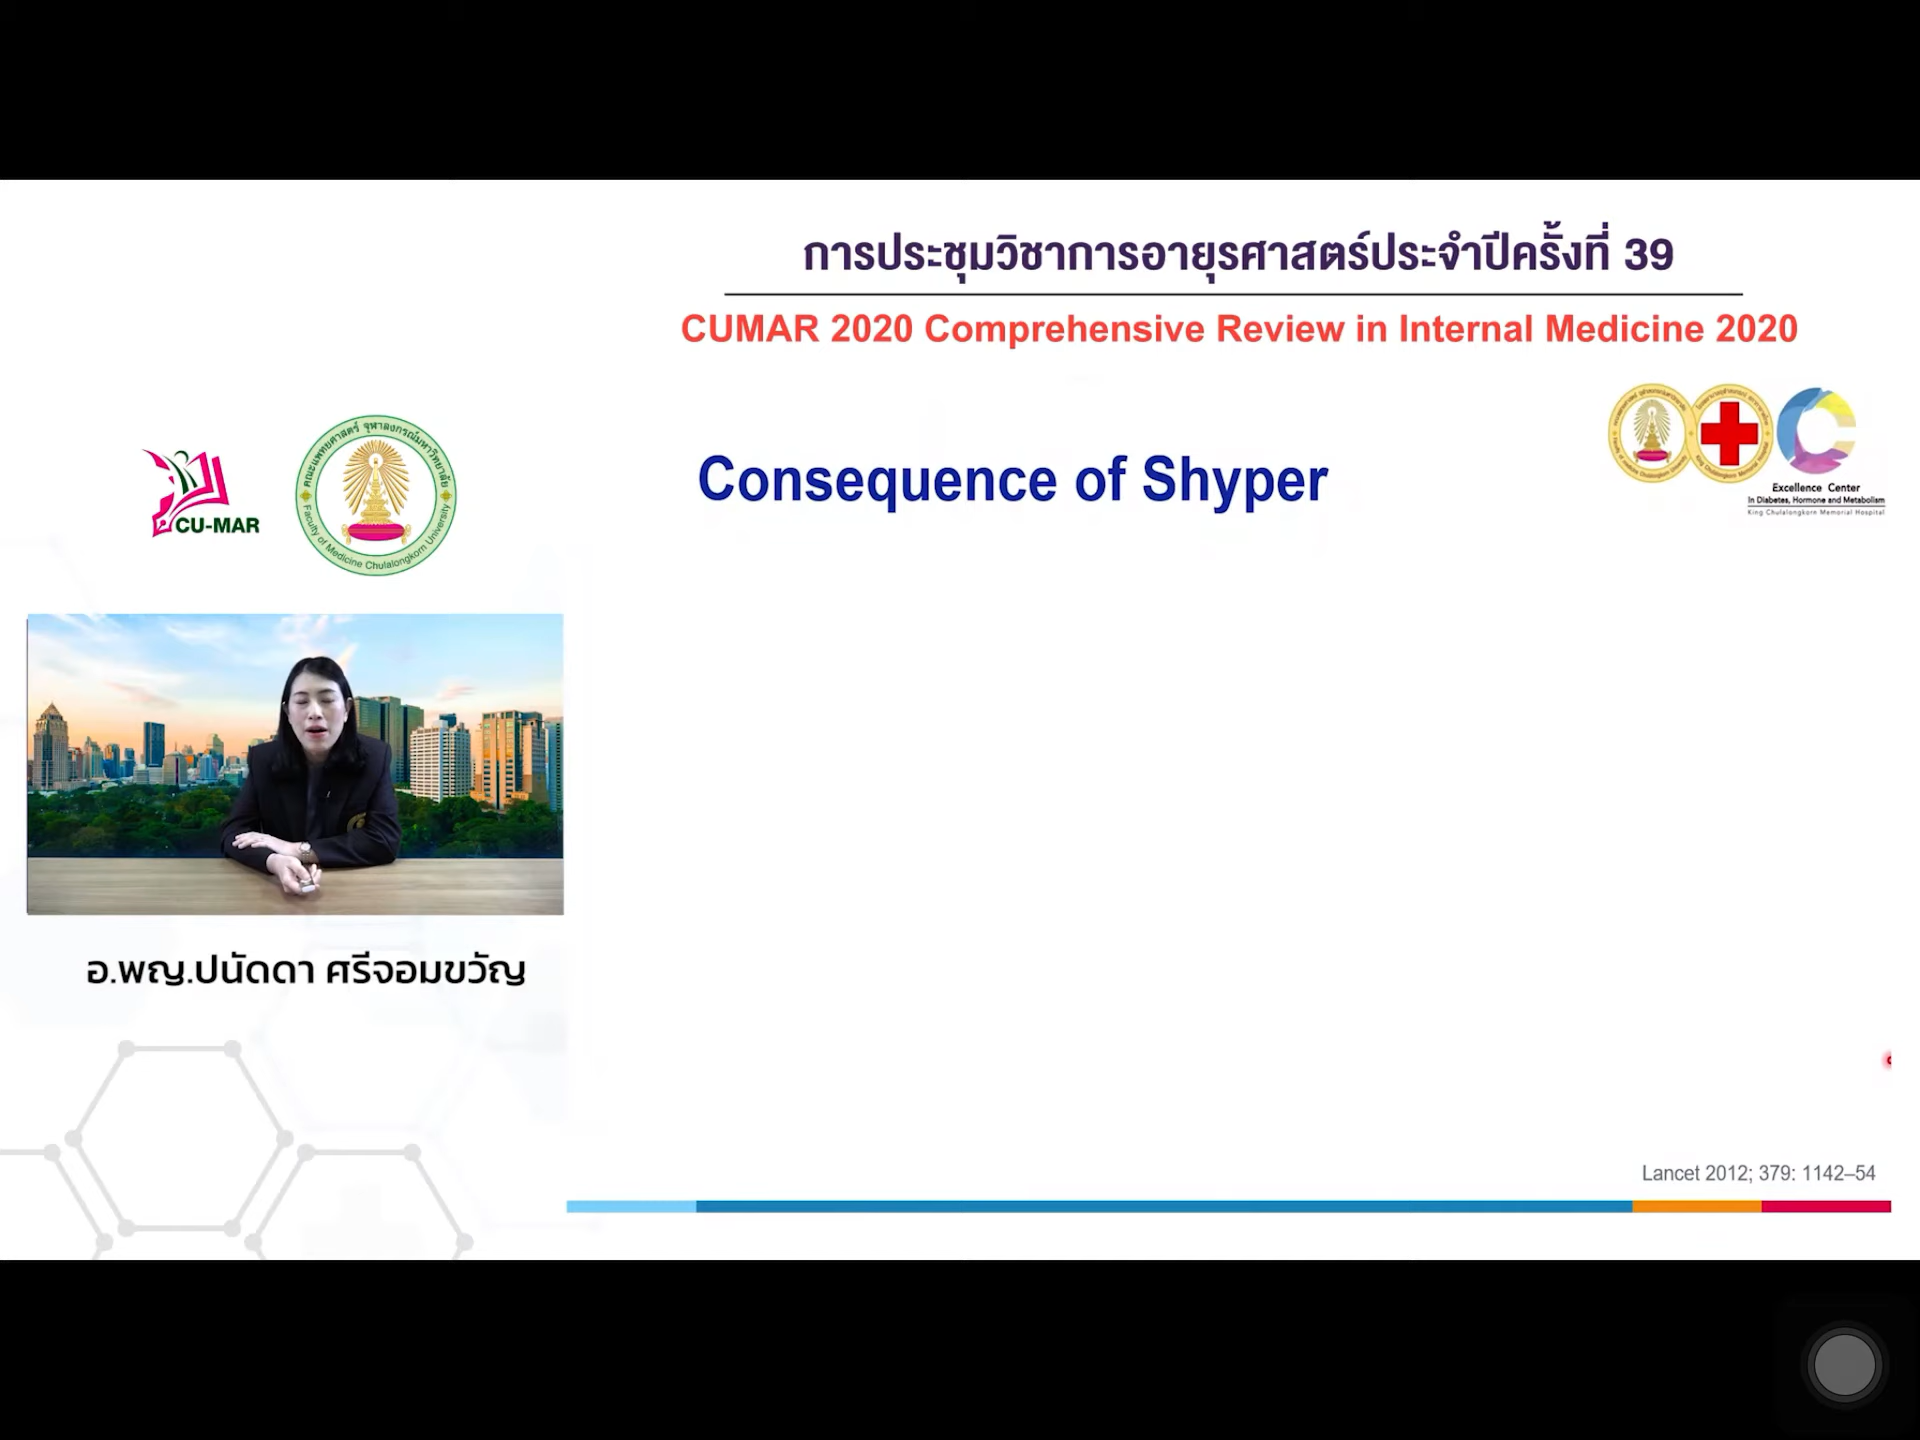 การประชุมวิชาการอายุรศาสตร์ประจำปีครั้งที่ 39
CUMAR 2020 Comprehensive Review in Internal Medicine 2020
CU-MAR
คณะแพทยศาสตร์ จุฬาลงกรณ์มหาวิทยาลัย
Faculty of Medicine Chulalongkorn University
Consequence of Shyper
Excellence Center
In Diabetes, Hormone and Metabolism
King Chulalongkorn Memorial Hospital
อ.พญ.ปนัดดา ศรีจอมขวัญ
Lancet 2012; 379: 1142–54